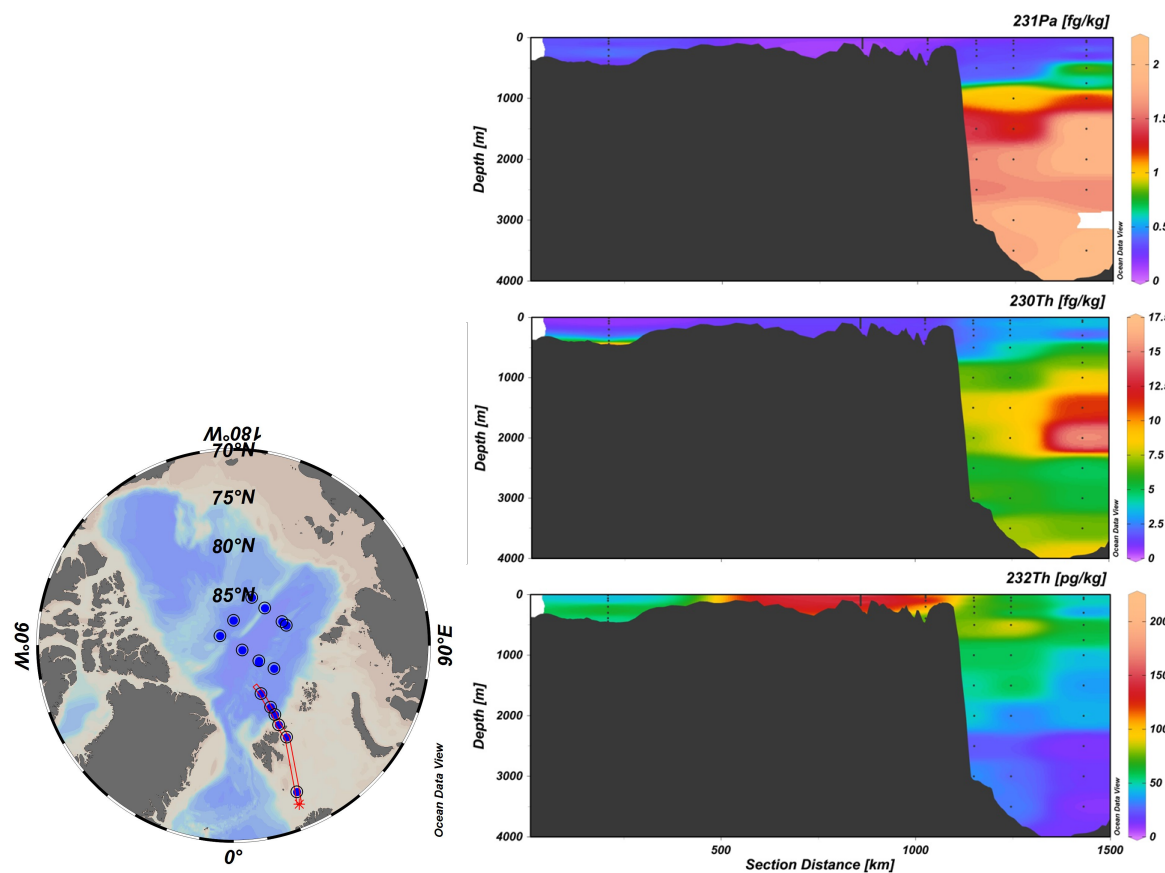 231Pa [fg/kg]
0
1000
2000
3000
4000
Depth [m]
Ocean Data View
2
1.5
1
0.5
0
230Th [fg/kg]
0
1000
2000
3000
4000
Depth [m]
Ocean Data View
17.
15
12.5
10
7.5
5
2.5
0
232Th [pg/kg]
0
1000
2000
3000
4000
Depth [m]
Ocean Data View
200
150
100
50
0
500
1000
1500
Section Distance [km]
180°W
70°N
75°N
80°N
85°N
90°W
90°E
0°
Ocean Data View